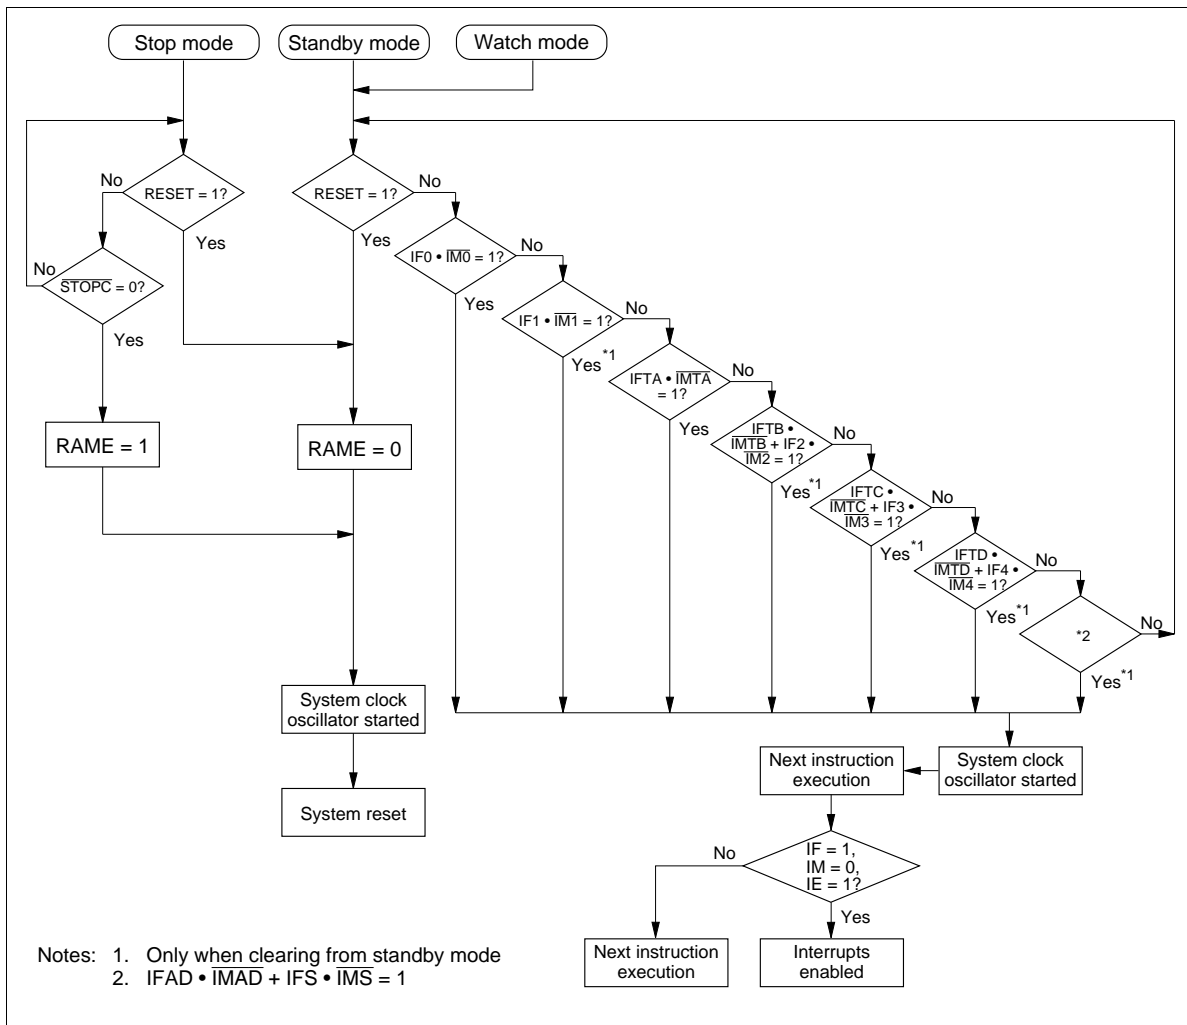 Stop mode
Standby mode
Watch mode
No
RESET = 1?
Yes
RESET = 1?
No
Yes
No
STOPC = 0?
Yes
IF0 • IM0 = 1?
No
Yes
IF1 • IM1 = 1?
No
Yes*1
IFTA • IMTA
= 1?
No
Yes
IFTB •
IMTB + IF2 •
IM2 = 1?
No
Yes*1
IFTC •
IMTC + IF3 •
IM3 = 1?
No
Yes*1
IFTD •
IMTD + IF4 •
IM4 = 1?
No
Yes*1
*2
No
Yes*1
RAME = 1
RAME = 0
System clock
oscillator started
System reset
Next instruction
execution
System clock
oscillator started
IF = 1,
IM = 0,
IE = 1?
No
Yes
Next instruction
execution
Interrupts
enabled
Notes: 1. Only when clearing from standby mode
2. IFAD • IMAD + IFS • IMS = 1